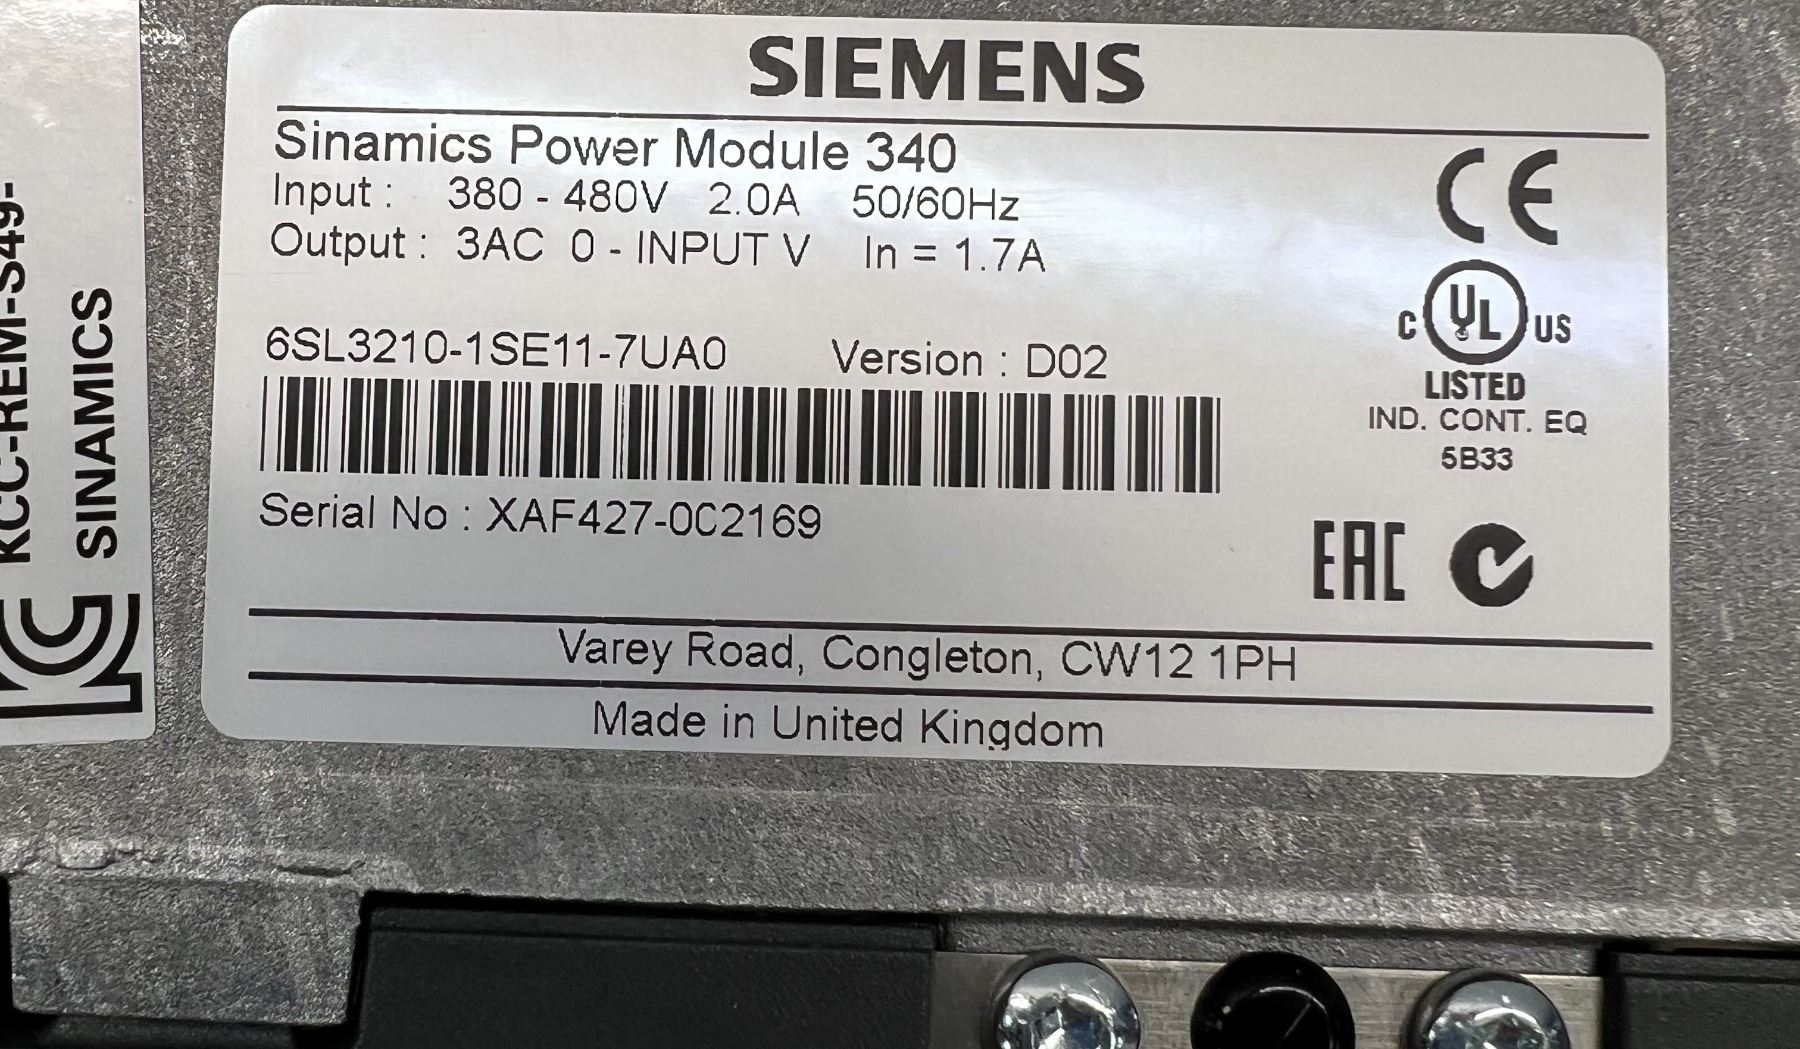 SIEMENS
Sinamics Power Module 340
Input : 380 - 480V 2.0A 50/60Hz
Output : 3AC 0 - INPUT V In = 1.7A
6SL3210-1SE11-7UA0 Version : D02
Serial No : XAF427-002169
CE
C UL US
LISTED
IND. CONT. EQ
5B33
EAC
Varey Road, Congleton, CW12 1PH
Made in United Kingdom
KCC-REM-S49-
SINAMICS